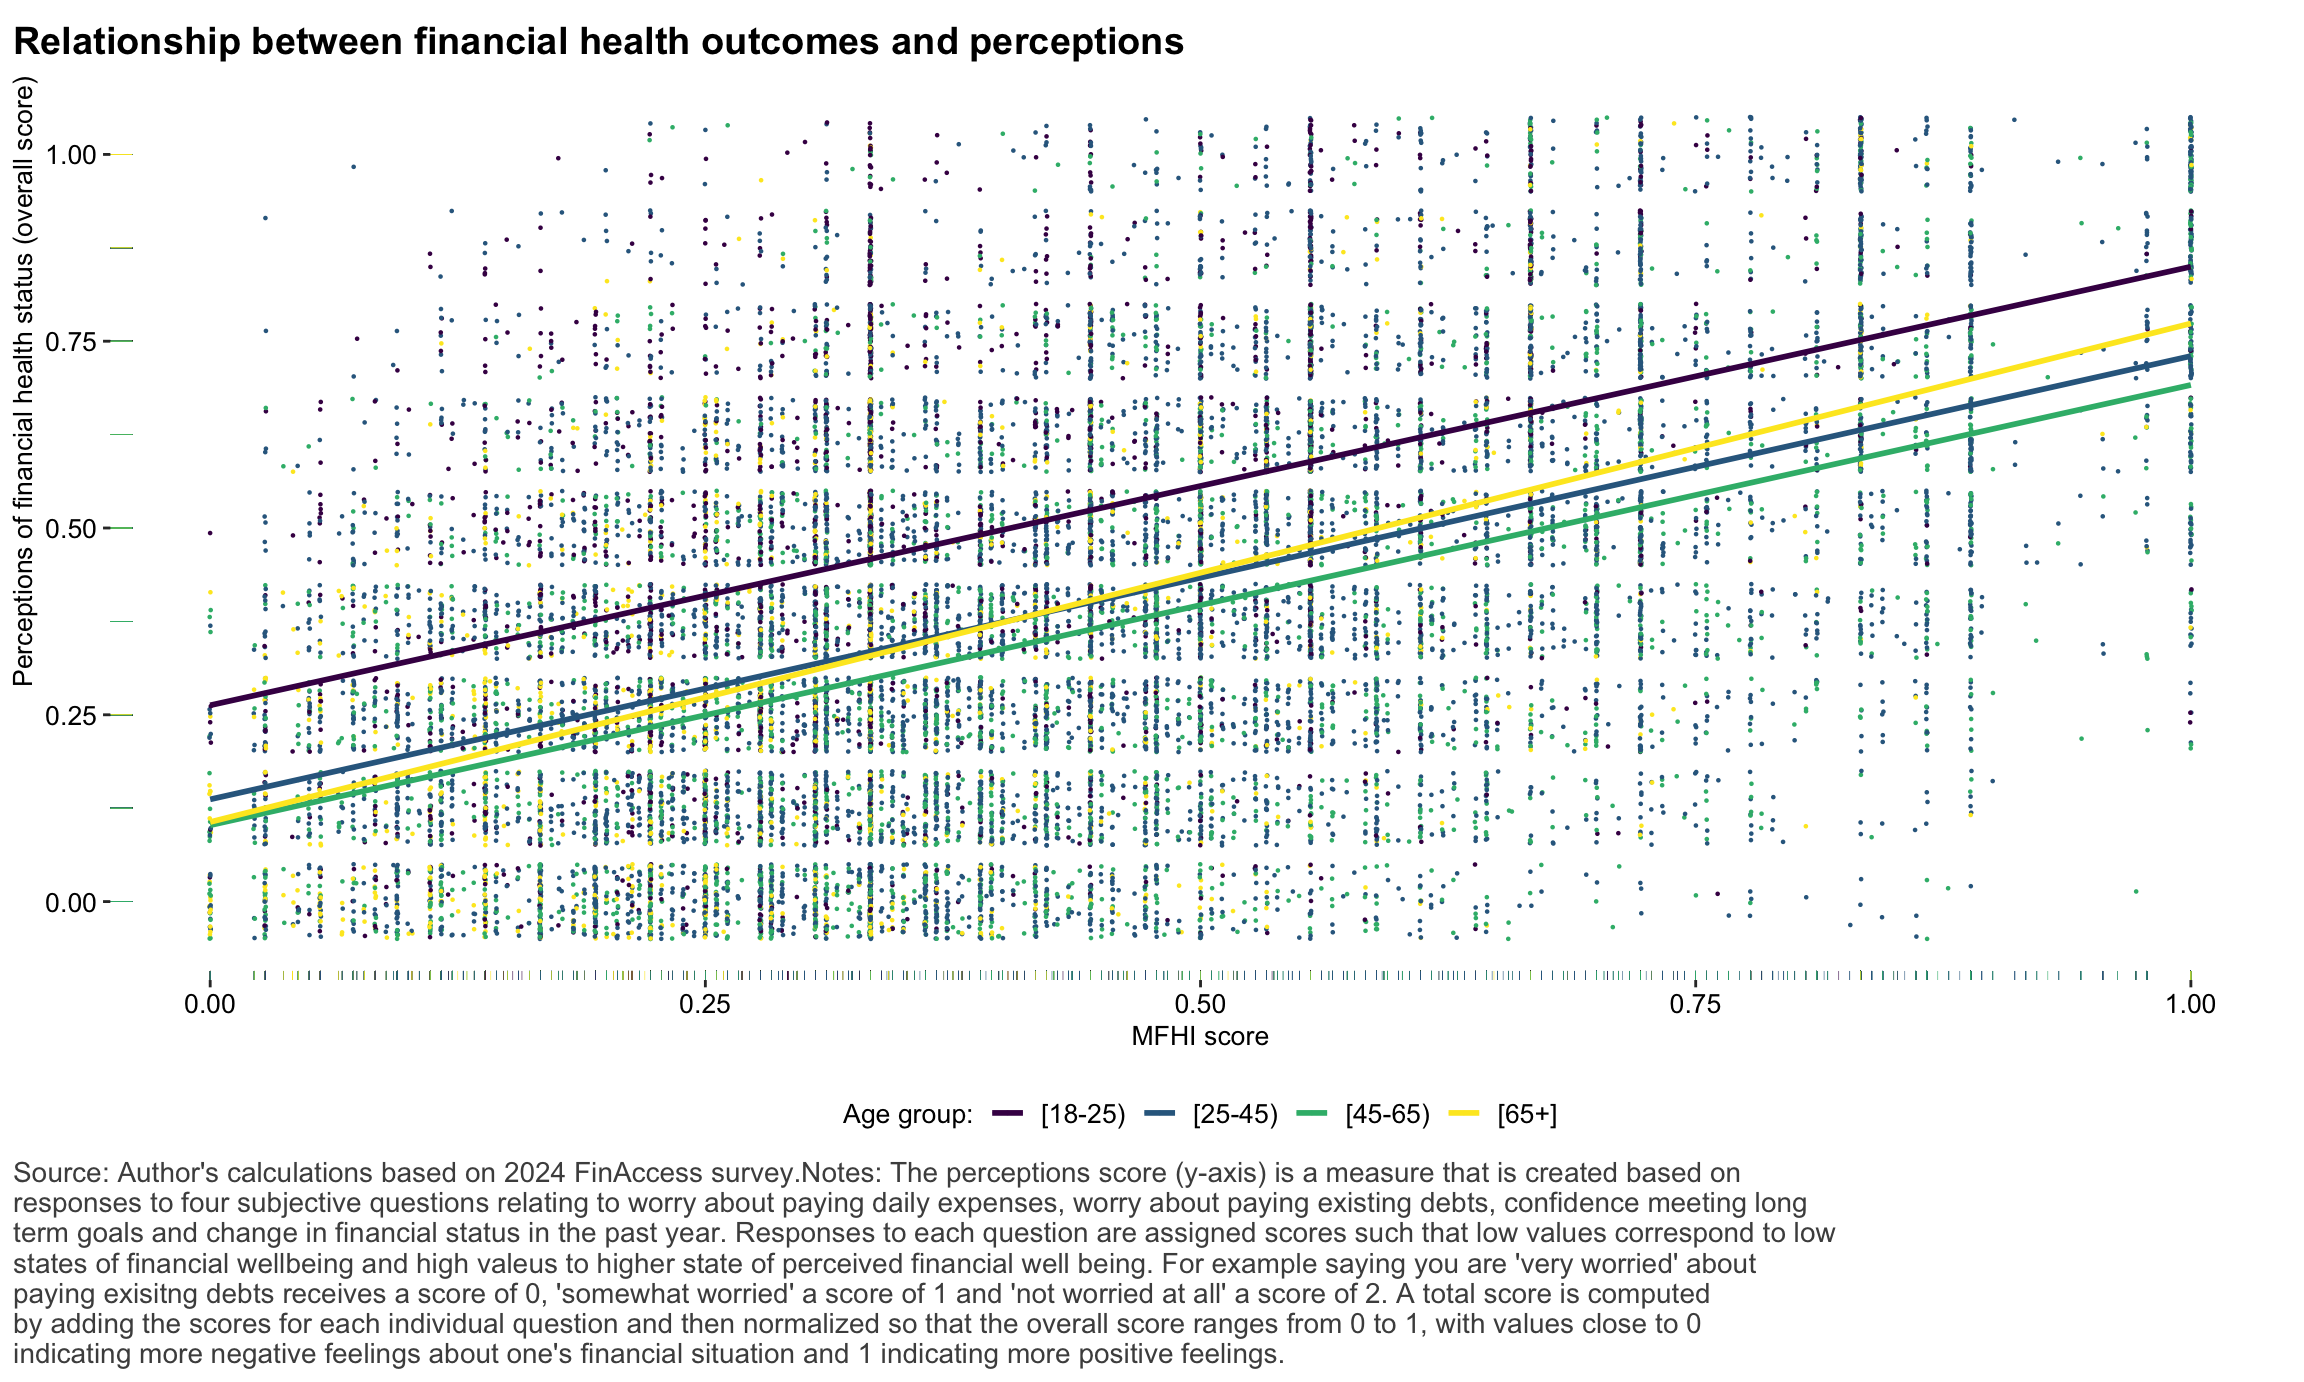 Relationship between financial health outcomes and perceptions
Perceptions of financial health status (overall score)
1.00
0.75
0.50
0.25
0.00
0.00 0.25 0.50 0.75 1.00
MFHI score
Age group: [18-25) [25-45) [45-65) [65+]
Source: Author's calculations based on 2024 FinAccess survey.Notes: The perceptions score (y-axis) is a measure that is created based on
responses to four subjective questions relating to worry about paying daily expenses, worry about paying existing debts, confidence meeting long
term goals and change in financial status in the past year. Responses to each question are assigned scores such that low values correspond to low
states of financial wellbeing and high valeus to higher state of perceived financial well being. For example saying you are 'very worried' about
paying exisitng debts receives a score of 0, 'somewhat worried' a score of 1 and 'not worried at all' a score of 2. A total score is computed
by adding the scores for each individual question and then normalized so that the overall score ranges from 0 to 1, with values close to 0
indicating more negative feelings about one's financial situation and 1 indicating more positive feelings.